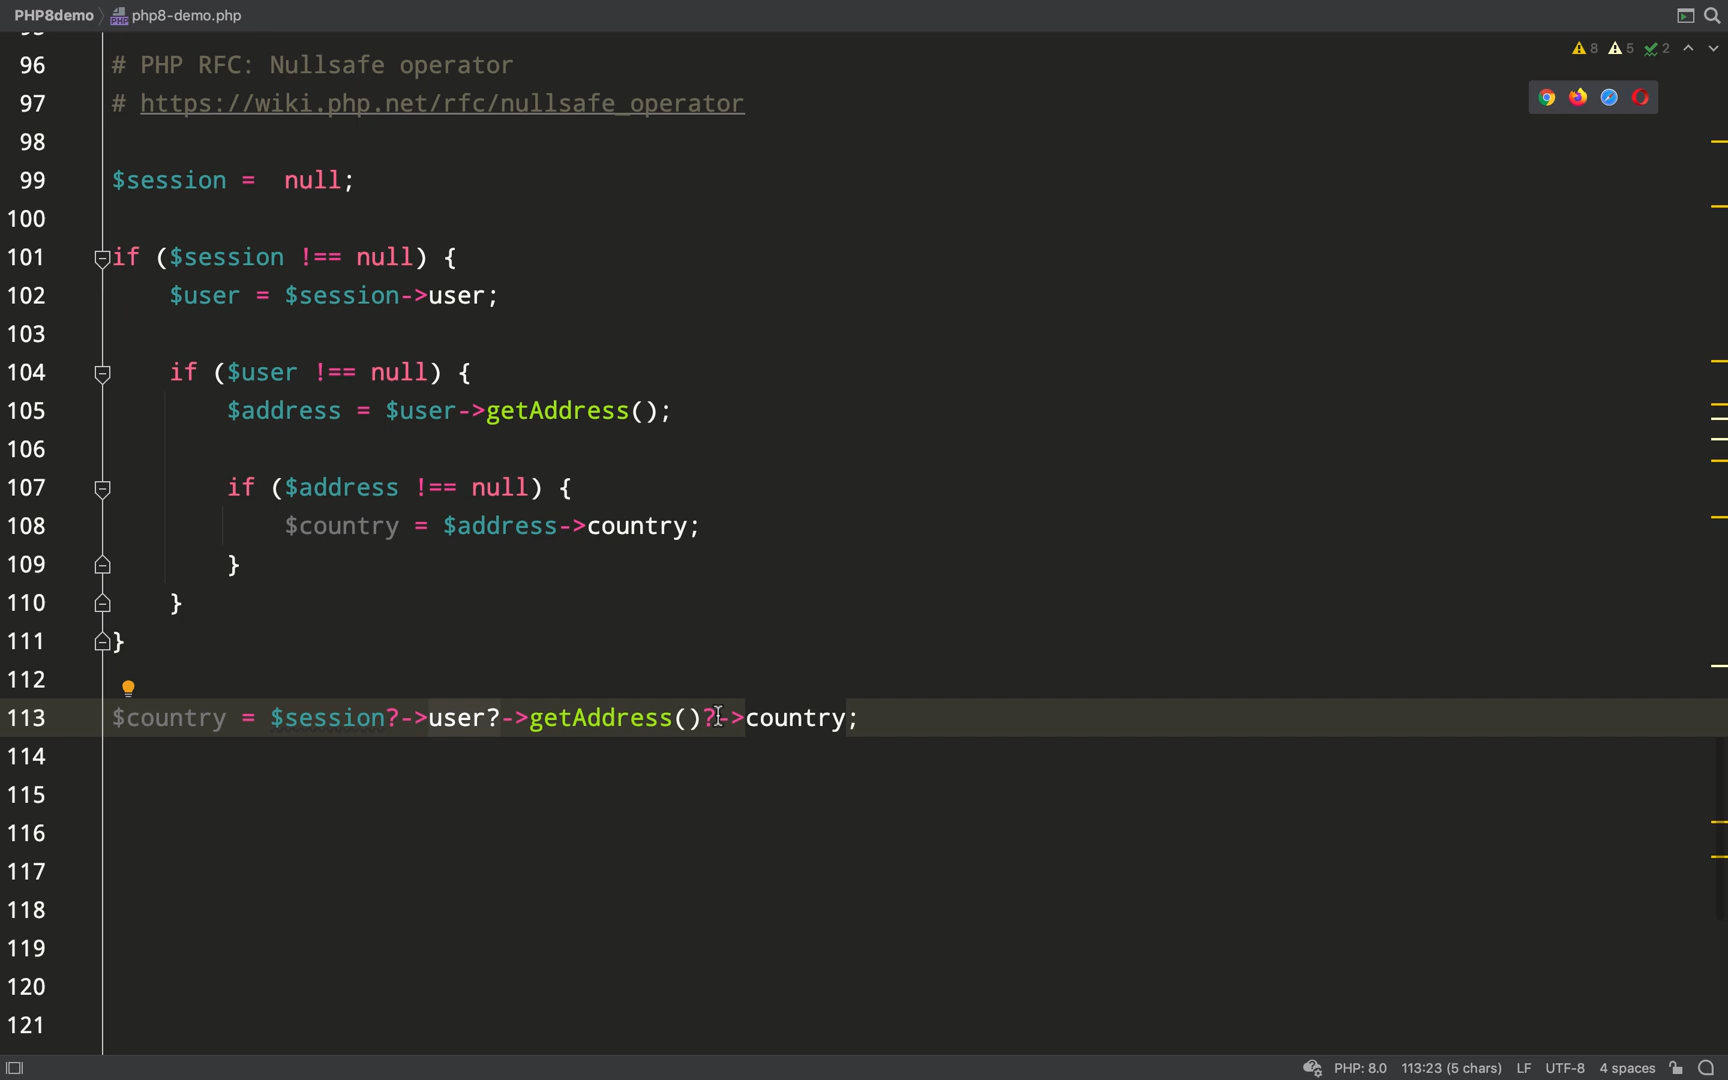 PHP8demo php8-demo.php
8 5 2
96 # PHP RFC: Nullsafe operator
97 # https://wiki.php.net/rfc/nullsafe_operator
98
99 $session =  null;
100
101 if ($session !== null) {
102 $user = $session->user;
103
104 if ($user !== null) {
105 $address = $user->getAddress();
106
107 if ($address !== null) {
108 $country = $address->country;
109 }
110 }
111 }
112
113 $country = $session?->user?->getAddress()?->country;
114
115
116
117
118
119
120
121
PHP: 8.0 113:23 (5 chars) LF UTF-8 4 spaces